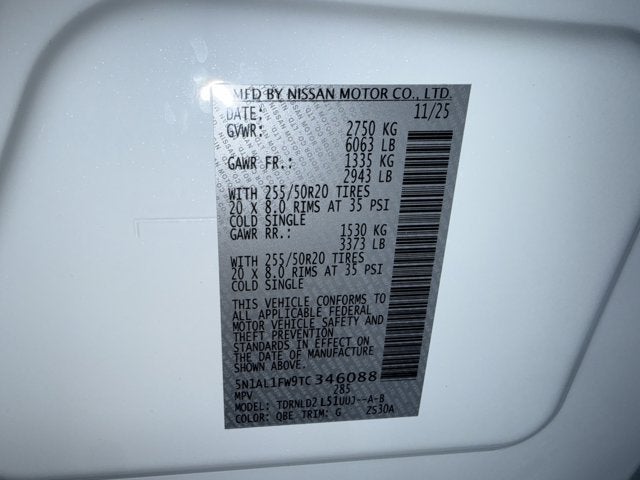 MFD BY NISSAN MOTOR CO., LTD.
DATE: 11/25
GVWR: 2750 KG
6063 LB
GAWR FR.: 1335 KG
2943 LB
WITH 255/50R20 TIRES
20 X 8.0 RIMS AT 35 PSI
COLD SINGLE
GAWR RR.: 1530 KG
3373 LB
WITH 255/50R20 TIRES
20 X 8.0 RIMS AT 35 PSI
COLD SINGLE
THIS VEHICLE CONFORMS TO
ALL APPLICABLE FEDERAL
MOTOR VEHICLE SAFETY AND
THEFT PREVENTION
STANDARDS IN EFFECT ON
THE DATE OF MANUFACTURE
SHOWN ABOVE.
5N1AL1FW9TC346088
MPV 285
MODEL: TDRNLD2 L51UUJ--A-B
COLOR: QBE TRIM: G ZS30A